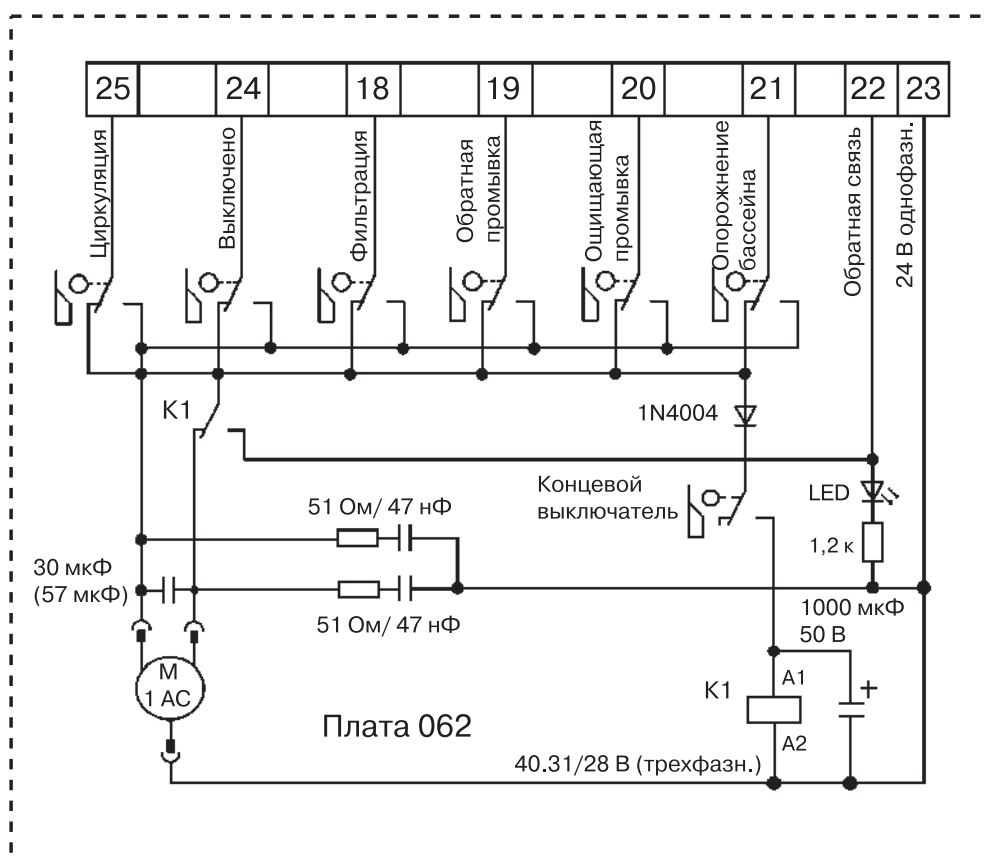 25 24 18 19 20 21 22 23
Циркуляция
Выключено
Фильтрация
Обратная
промывка
Ощищающая
промывка
Опорожнение
бассейна
Обратная связь
24 В однофазн.
K1
1N4004
Концевой
выключатель
LED
1,2 к
51 Ом/ 47 нФ
30 мкФ
(57 мкФ)
51 Ом/ 47 нФ
1000 мкФ
50 В
M
1 AC
K1
A1
+
A2
Плата 062
40.31/28 В (трехфазн.)